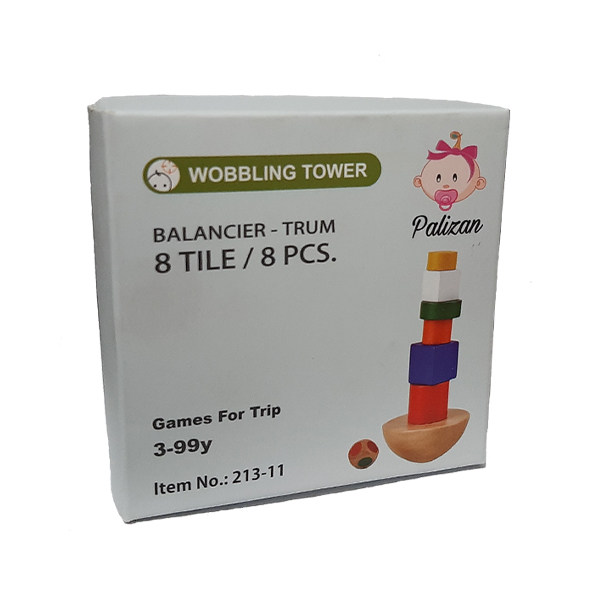 WOBBLING TOWER
Palizan
BALANCIER - TRUM
8 TILE / 8 PCS.
Games For Trip
3-99y
Item No.: 213-11